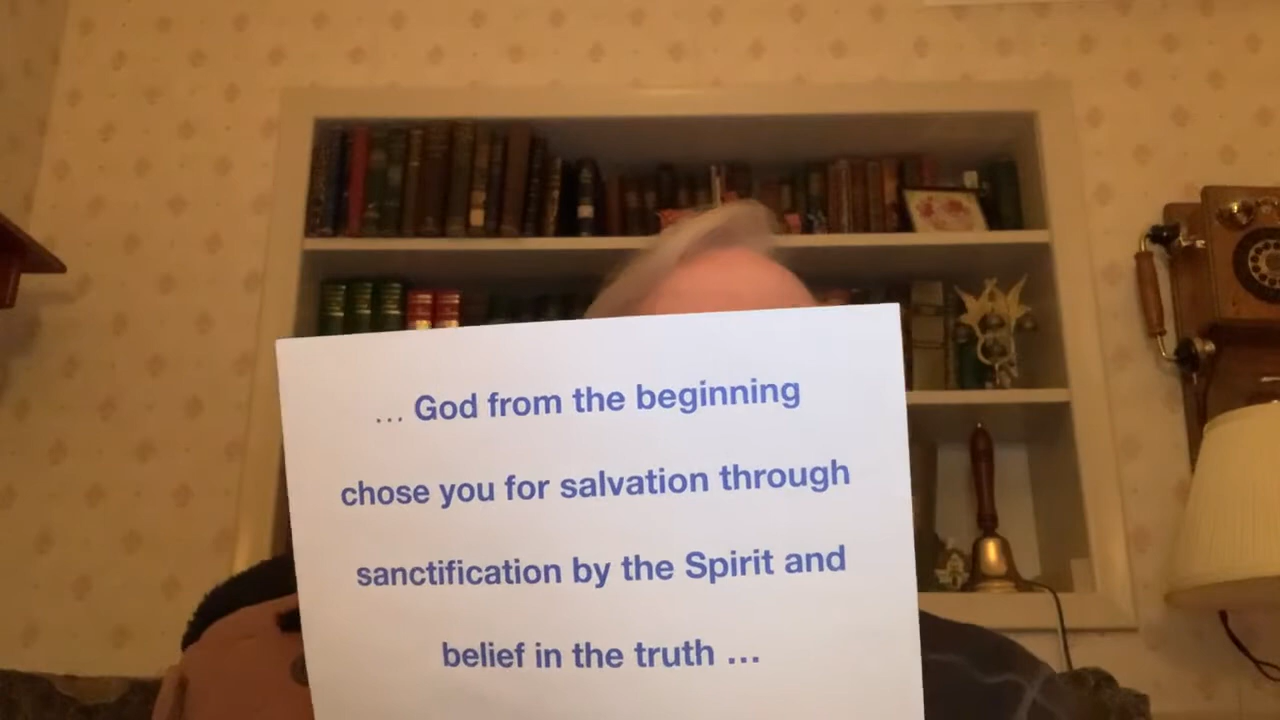 ... God from the beginning
chose you for salvation through
sanctification by the Spirit and
belief in the truth ...